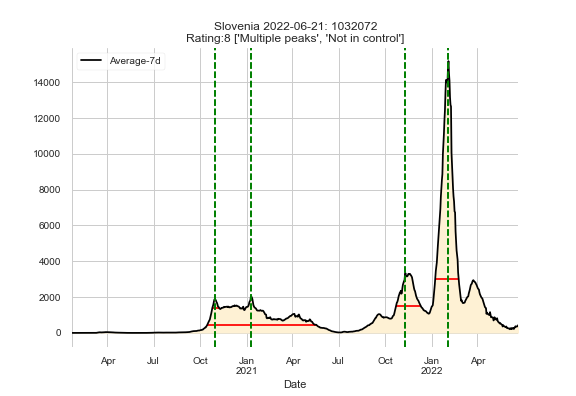 Slovenia 2022-06-21: 1032072
Rating:8 ['Multiple peaks', 'Not in control']
Average-7d
14000
12000
10000
8000
6000
4000
2000
0
Apr Jul Oct Jan Apr Jul Oct Jan Apr
2021 2022
Date